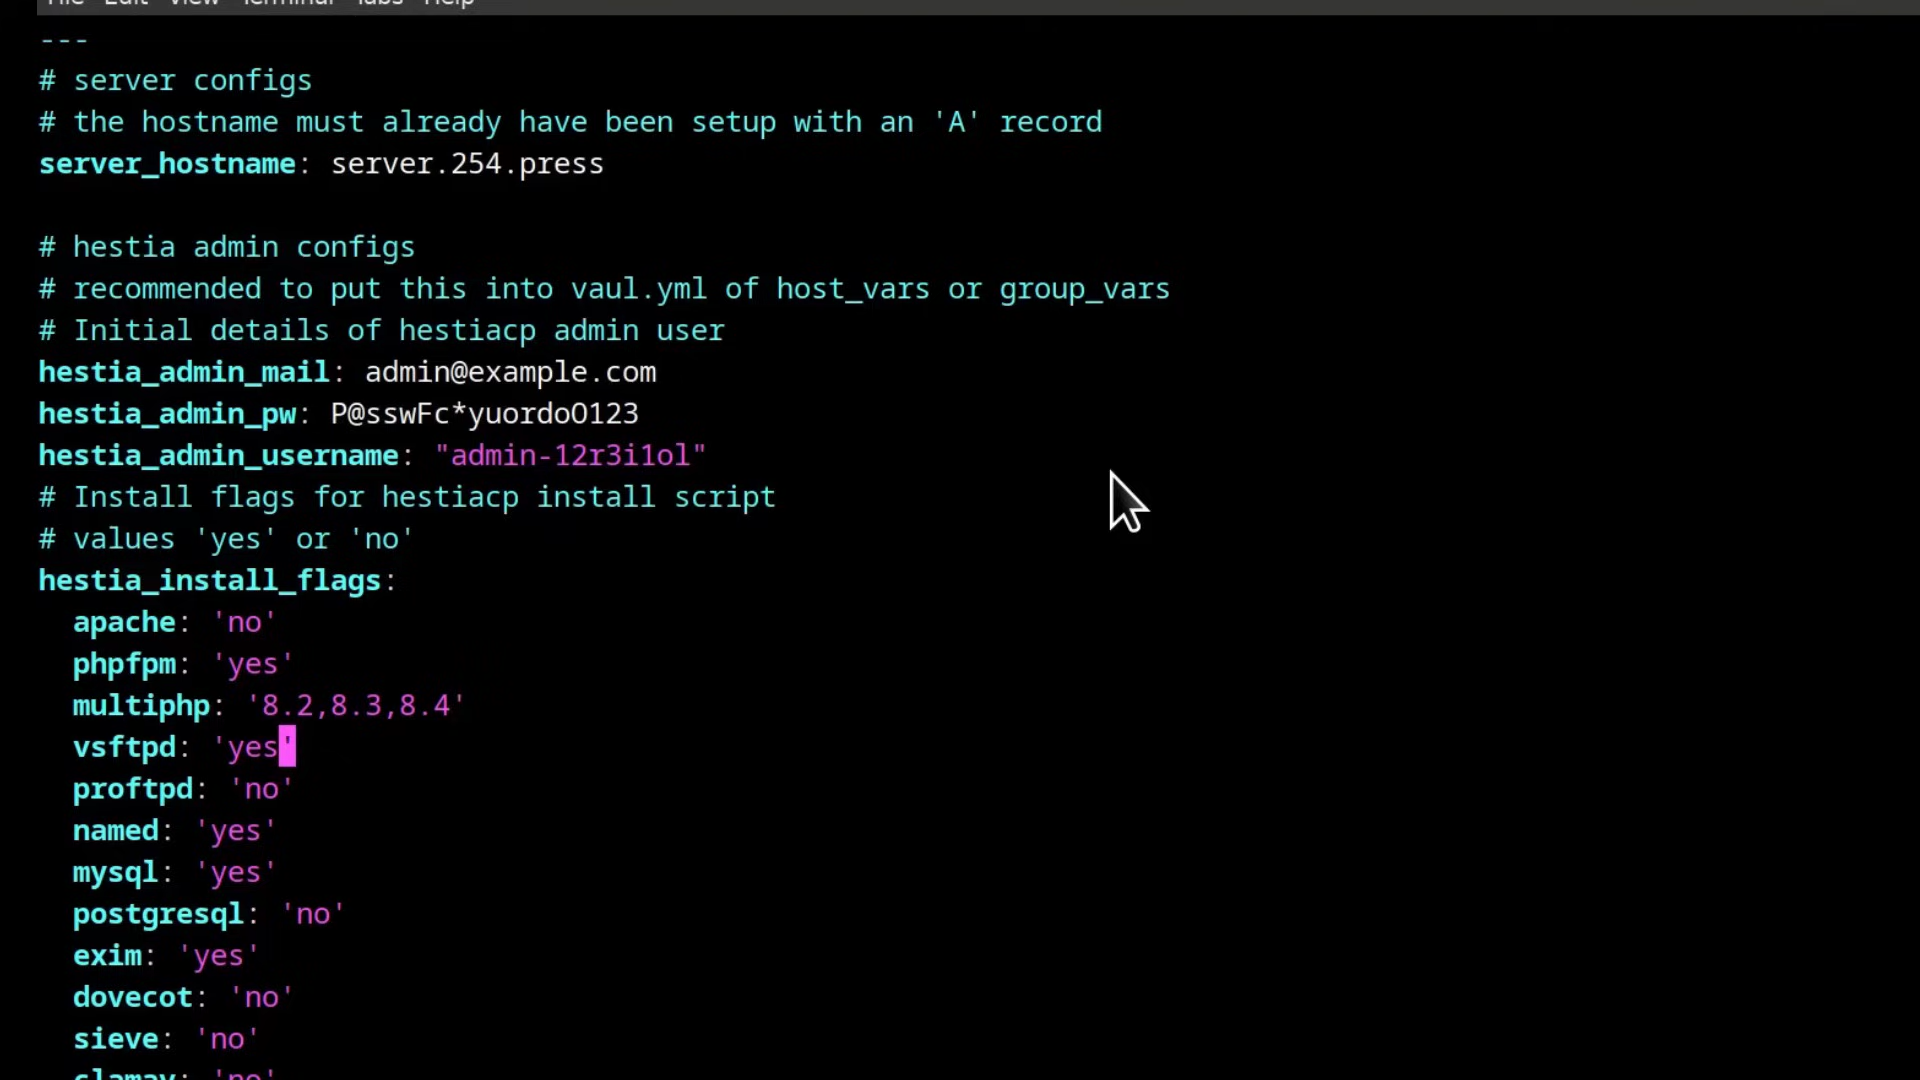 File Edit View Terminal Tabs Help
---
# server configs
# the hostname must already have been setup with an 'A' record
server_hostname: server.254.press
# hestia admin configs
# recommended to put this into vaul.yml of host_vars or group_vars
# Initial details of hestiacp admin user
hestia_admin_mail: admin@example.com
hestia_admin_pw: P@sswFc*yuordoO123
hestia_admin_username: "admin-12r3i1ol"
# Install flags for hestiacp install script
# values 'yes' or 'no'
hestia_install_flags:
  apache: 'no'
  phpfpm: 'yes'
  multiphp: '8.2,8.3,8.4'
  vsftpd: 'yes'
  proftpd: 'no'
  named: 'yes'
  mysql: 'yes'
  postgresql: 'no'
  exim: 'yes'
  dovecot: 'no'
  sieve: 'no'
  clamav: 'no'